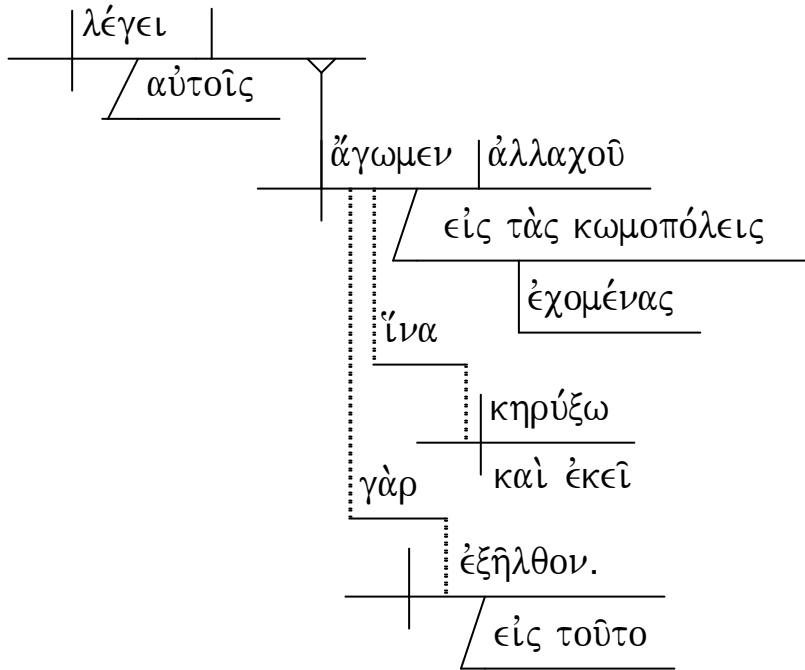 λέγει
αὐτοῖς
ἄγωμεν ἀλλαχοῦ
εἰς τὰς κωμοπόλεις
ἐχομένας
ἵνα
κηρύξω
καὶ ἐκεῖ
γὰρ
ἐξῆλθον.
εἰς τοῦτο